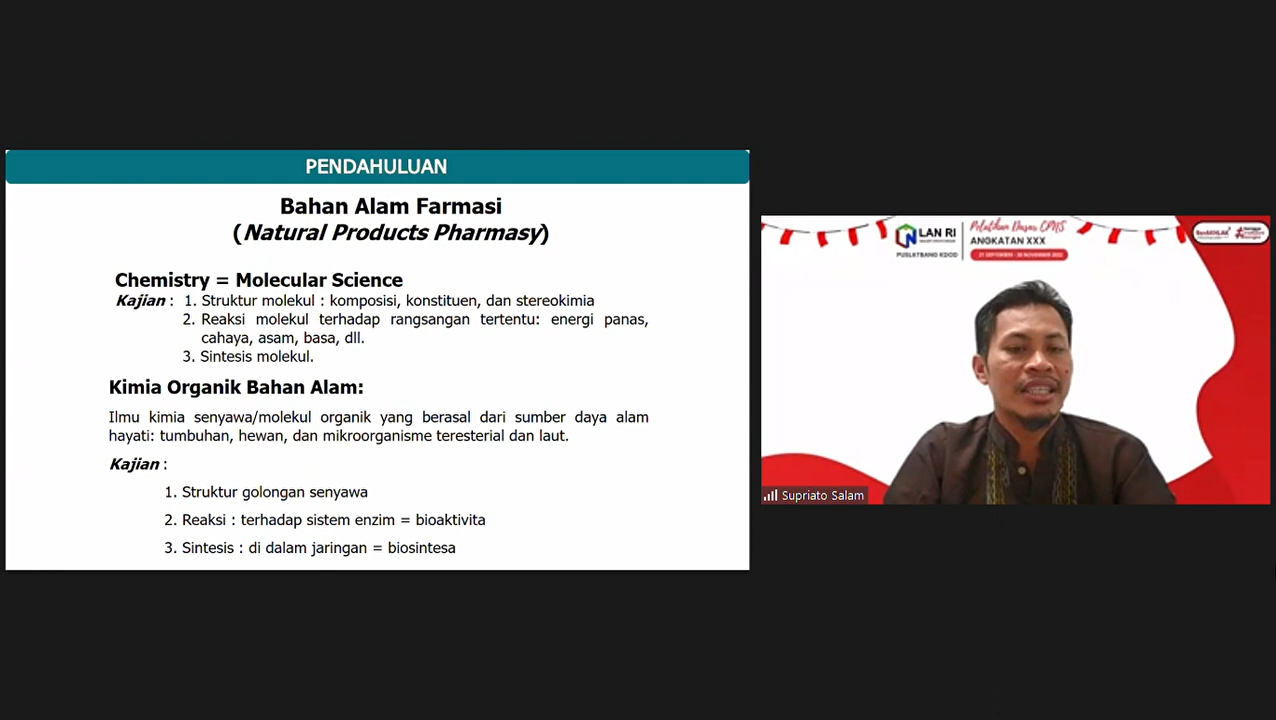 PENDAHULUAN
Bahan Alam Farmasi
(Natural Products Pharmasy)
Chemistry = Molecular Science
Kajian : 1. Struktur molekul : komposisi, konstituen, dan stereokimia
2. Reaksi molekul terhadap rangsangan tertentu: energi panas,
cahaya, asam, basa, dll.
3. Sintesis molekul.
Kimia Organik Bahan Alam:
Ilmu kimia senyawa/molekul organik yang berasal dari sumber daya alam
hayati: tumbuhan, hewan, dan mikroorganisme teresterial dan laut.
Kajian :
1. Struktur golongan senyawa
2. Reaksi : terhadap sistem enzim = bioaktivita
3. Sintesis : di dalam jaringan = biosintesa
LAN RI
PUSLATBANG KDOD
Pelatihan Dasar CPNS
ANGKATAN XXX
Supriato Salam